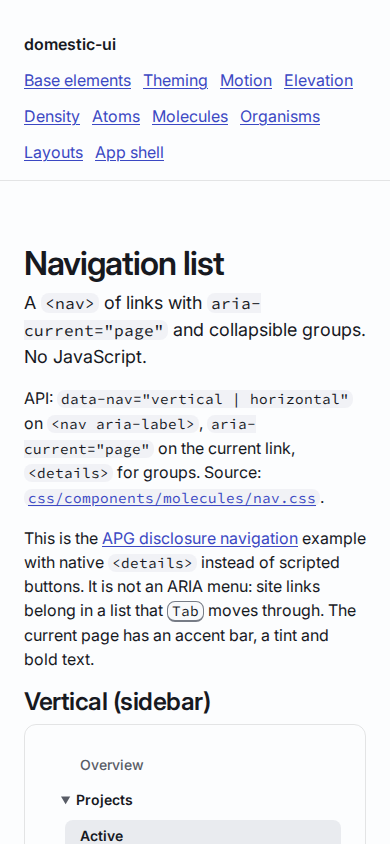 domestic-ui
Base elements Theming Motion Elevation
Density Atoms Molecules Organisms
Layouts App shell
Navigation list
A <nav> of links with aria-
current="page" and collapsible groups.
No JavaScript.
API: data-nav="vertical | horizontal"
on <nav aria-label>, aria-
current="page" on the current link,
<details> for groups. Source:
css/components/molecules/nav.css.
This is the APG disclosure navigation example
with native <details> instead of scripted
buttons. It is not an ARIA menu: site links
belong in a list that Tab moves through. The
current page has an accent bar, a tint and
bold text.
Vertical (sidebar)
Overview
▼ Projects
Active